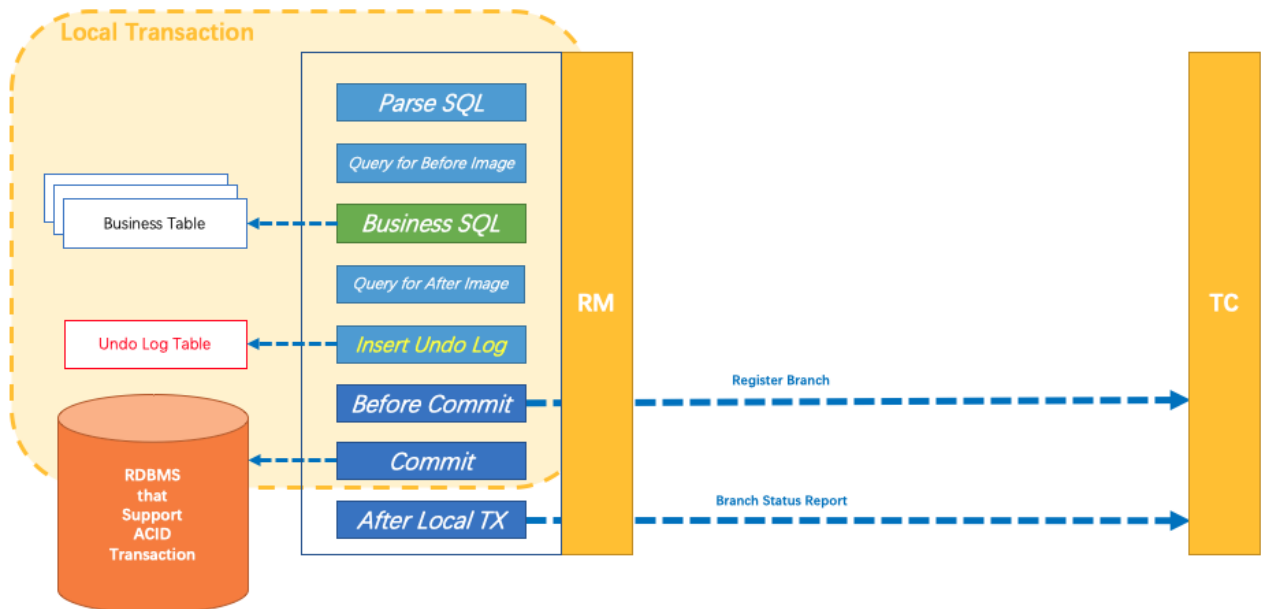 Local Transaction
Parse SQL
Query for Before Image
Business Table
Business SQL
Query for After Image
RM
TC
Undo Log Table
Insert Undo Log
Register Branch
Before Commit
Commit
RDBMS
that
Support
ACID
Transaction
Branch Status Report
After Local TX